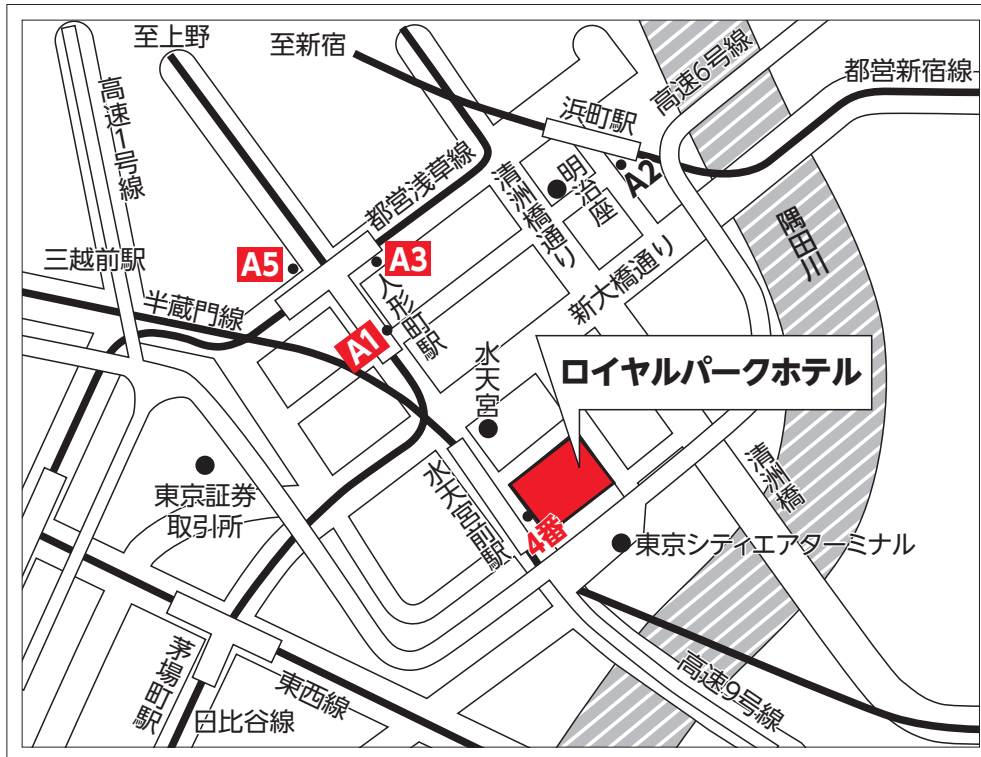 至上野
至新宿
高速6号線
都営新宿線
高速1号線
浜町駅
A2
明治座
清洲橋通り
都営浅草線
隅田川
三越前駅
A5
A3
新大橋通り
半蔵門線
人形町駅
A1
水天宮
ロイヤルパークホテル
清洲橋
東京証券
取引所
水天宮前駅
4番
東京シティエアターミナル
茅場町駅
東西線
日比谷線
高速9号線